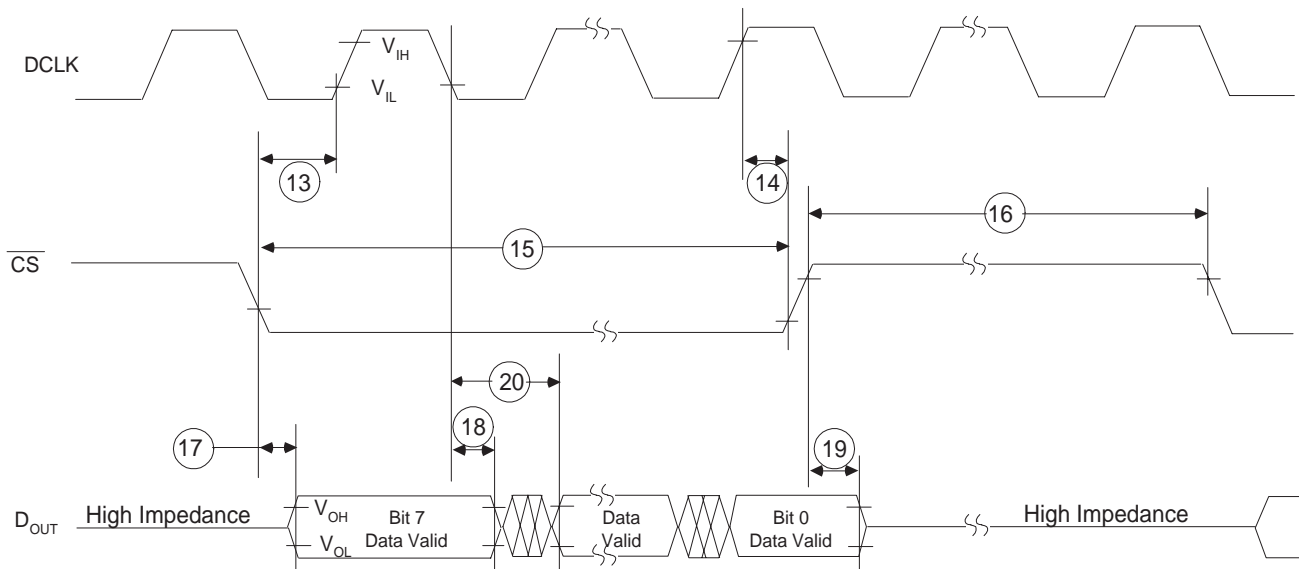 DCLK
V_IH
V_IL
13
14
16
15
CS
20
18
17
19
D_OUT
High Impedance
V_OH
V_OL
Bit 7
Data Valid
Data
Valid
Bit 0
Data Valid
High Impedance